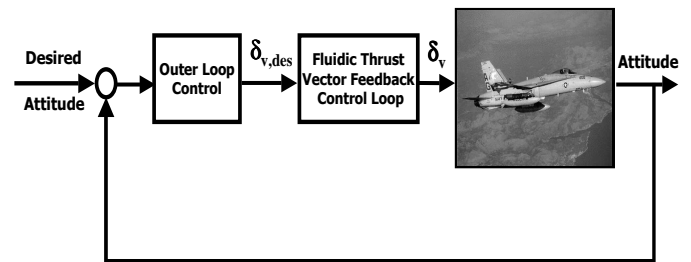 Desired
Attitude
Outer Loop
Control
δv,des
Fluidic Thrust
Vector Feedback
Control Loop
δv
Attitude